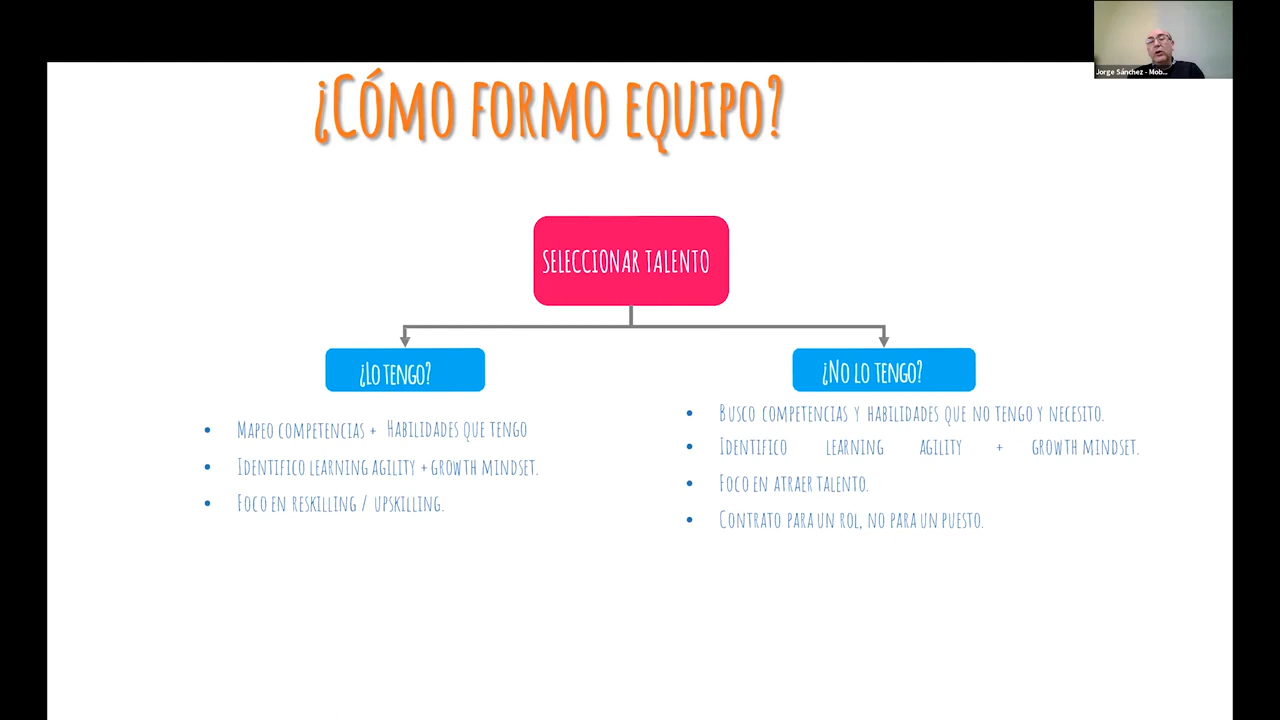 Jorge Sánchez - Mob...
¿Cómo formo equipo?
SELECCIONAR TALENTO
¿Lo tengo?
• Mapeo competencias + Habilidades que tengo
• Identifico learning agility + growth mindset.
• Foco en reskilling / upskilling.
¿No lo tengo?
• Busco competencias y habilidades que no tengo y necesito.
• Identifico learning agility + growth mindset.
• Foco en atraer talento.
• Contrato para un rol, no para un puesto.